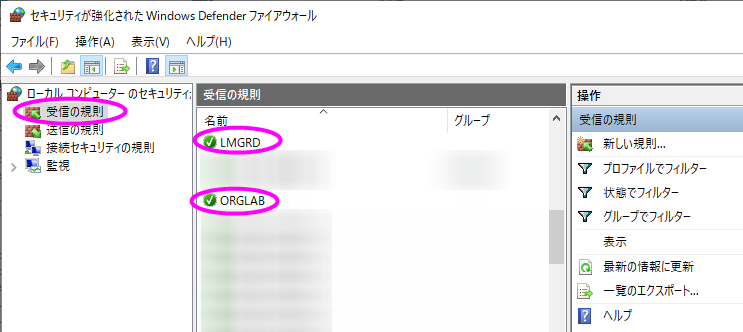 セキュリティが強化された Windows Defender ファイアウォール
ファイル(F) 操作(A) 表示(V) ヘルプ(H)
ローカル コンピューター のセキュリティ
受信の規則
送信の規則
接続セキュリティの規則
監視
受信の規則
名前 グループ
LMGRD
ORGLAB
操作
受信の規則
新しい規則...
プロファイルでフィルター
状態でフィルター
グループでフィルター
表示
最新の情報に更新
一覧のエクスポート...
ヘルプ